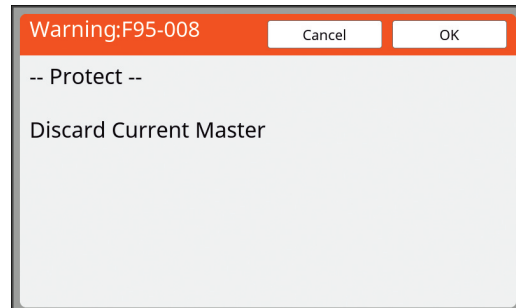 Warning:F95-008
Cancel
OK
-- Protect --
Discard Current Master